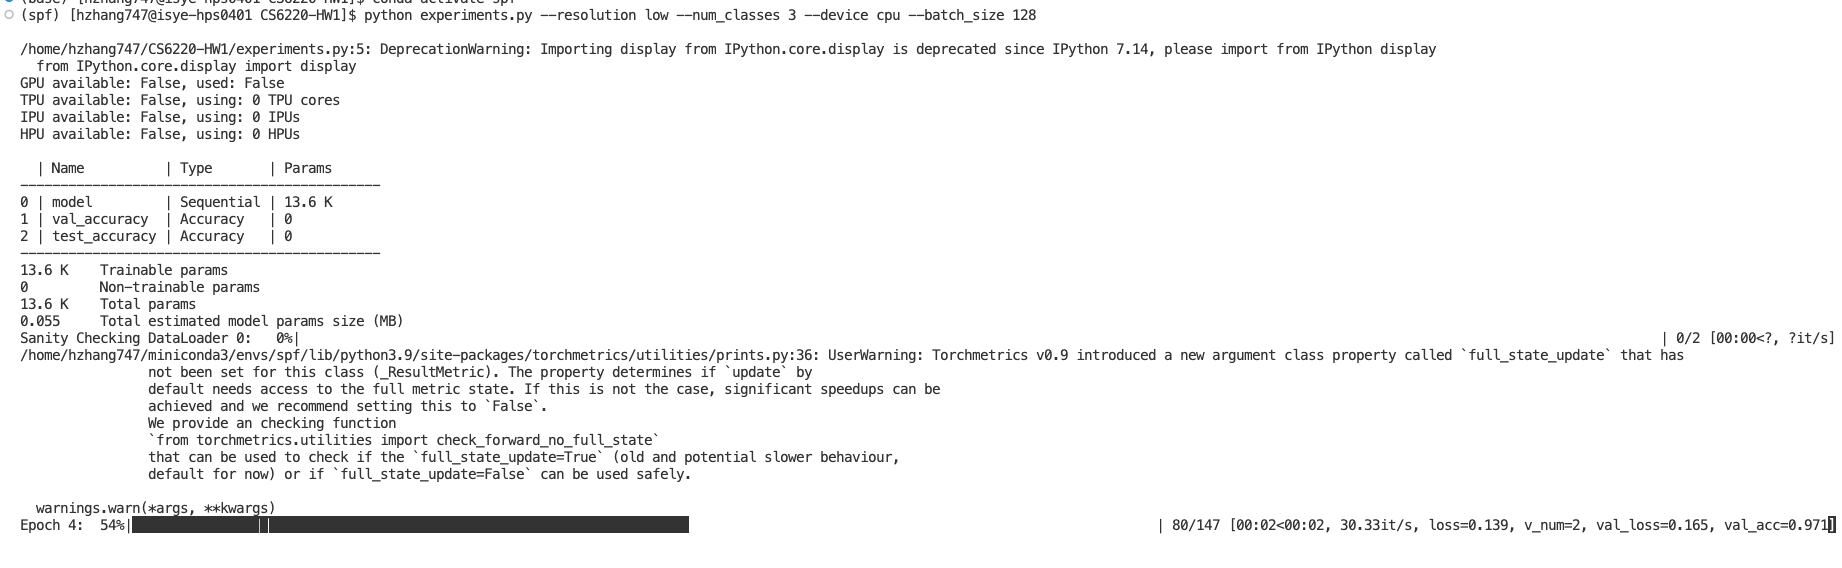 (base) [hzhang747@isye-hps0401 CS6220-HW1]$ conda activate spf
(spf) [hzhang747@isye-hps0401 CS6220-HW1]$ python experiments.py --resolution low --num_classes 3 --device cpu --batch_size 128
/home/hzhang747/CS6220-HW1/experiments.py:5: DeprecationWarning: Importing display from IPython.core.display is deprecated since IPython 7.14, please import from IPython display
  from IPython.core.display import display
GPU available: False, used: False
TPU available: False, using: 0 TPU cores
IPU available: False, using: 0 IPUs
HPU available: False, using: 0 HPUs
  | Name          | Type       | Params
---------------------------------------------
0 | model         | Sequential | 13.6 K
1 | val_accuracy  | Accuracy   | 0
2 | test_accuracy | Accuracy   | 0
---------------------------------------------
13.6 K    Trainable params
0         Non-trainable params
13.6 K    Total params
0.055     Total estimated model params size (MB)
Sanity Checking DataLoader 0:   0%| | 0/2 [00:00<?, ?it/s]
/home/hzhang747/miniconda3/envs/spf/lib/python3.9/site-packages/torchmetrics/utilities/prints.py:36: UserWarning: Torchmetrics v0.9 introduced a new argument class property called `full_state_update` that has
                not been set for this class (_ResultMetric). The property determines if `update` by
                default needs access to the full metric state. If this is not the case, significant speedups can be
                achieved and we recommend setting this to `False`.
                We provide an checking function
                `from torchmetrics.utilities import check_forward_no_full_state`
                that can be used to check if the `full_state_update=True` (old and potential slower behaviour,
                default for now) or if `full_state_update=False` can be used safely.
  warnings.warn(*args, **kwargs)
Epoch 4:  54%| | 80/147 [00:02<00:02, 30.33it/s, loss=0.139, v_num=2, val_loss=0.165, val_acc=0.971]